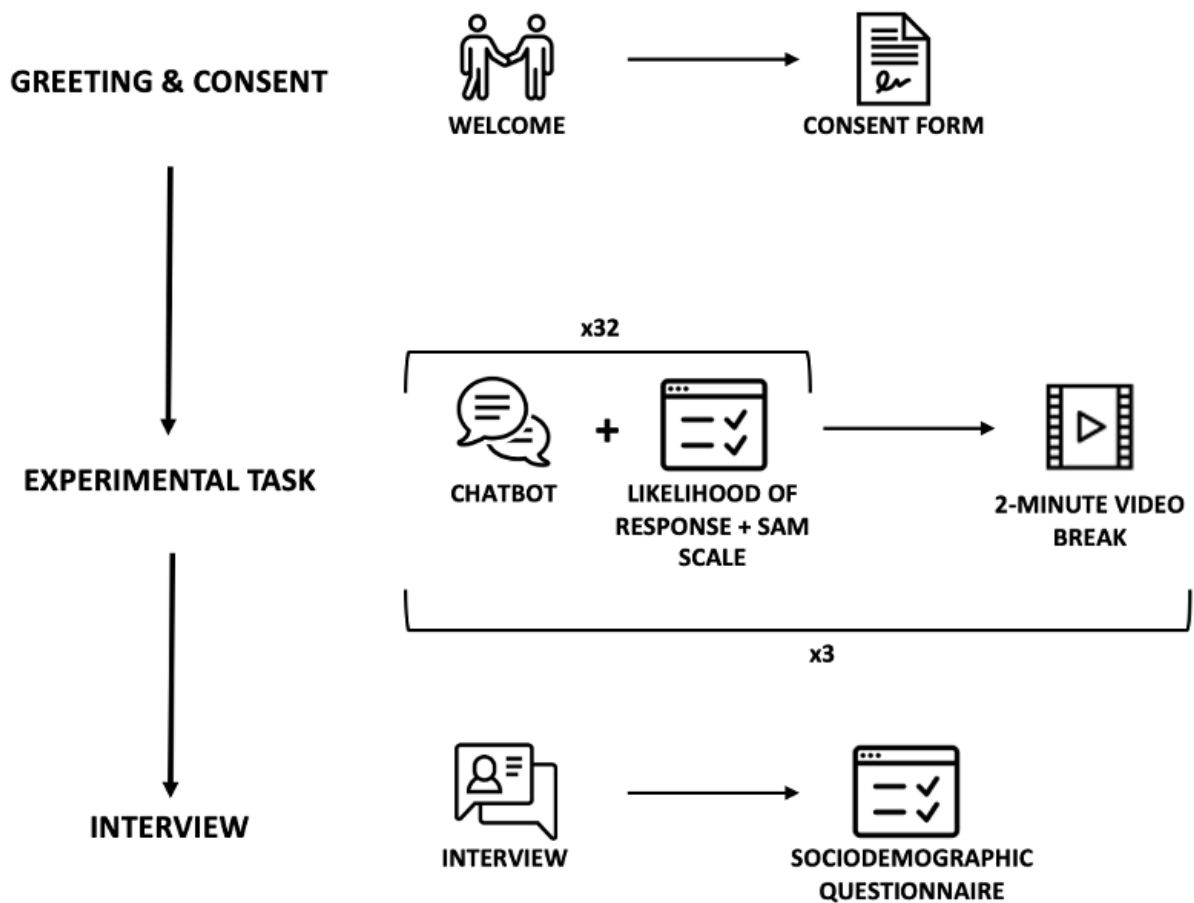 GREETING & CONSENT
WELCOME
CONSENT FORM
x32
EXPERIMENTAL TASK
+
CHATBOT
LIKELIHOOD OF
RESPONSE + SAM
SCALE
2-MINUTE VIDEO
BREAK
x3
INTERVIEW
INTERVIEW
SOCIODEMOGRAPHIC
QUESTIONNAIRE